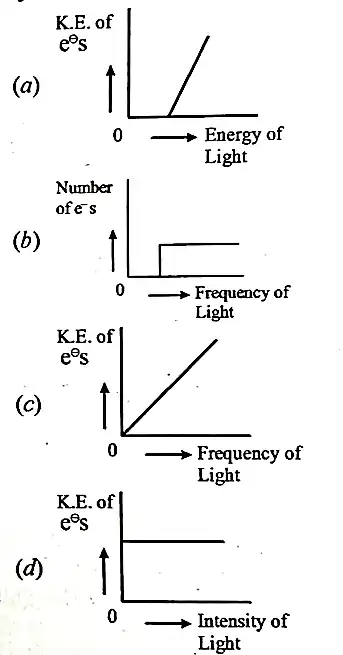 K.E. of
e⊖s
(a)
0 → Energy of
Light
Number
of e⁻s
(b)
0 → Frequency of
Light
K.E. of
e⊖s
(c)
0 → Frequency of
Light
K.E. of
e⊖s
(d)
0 → Intensity of
Light